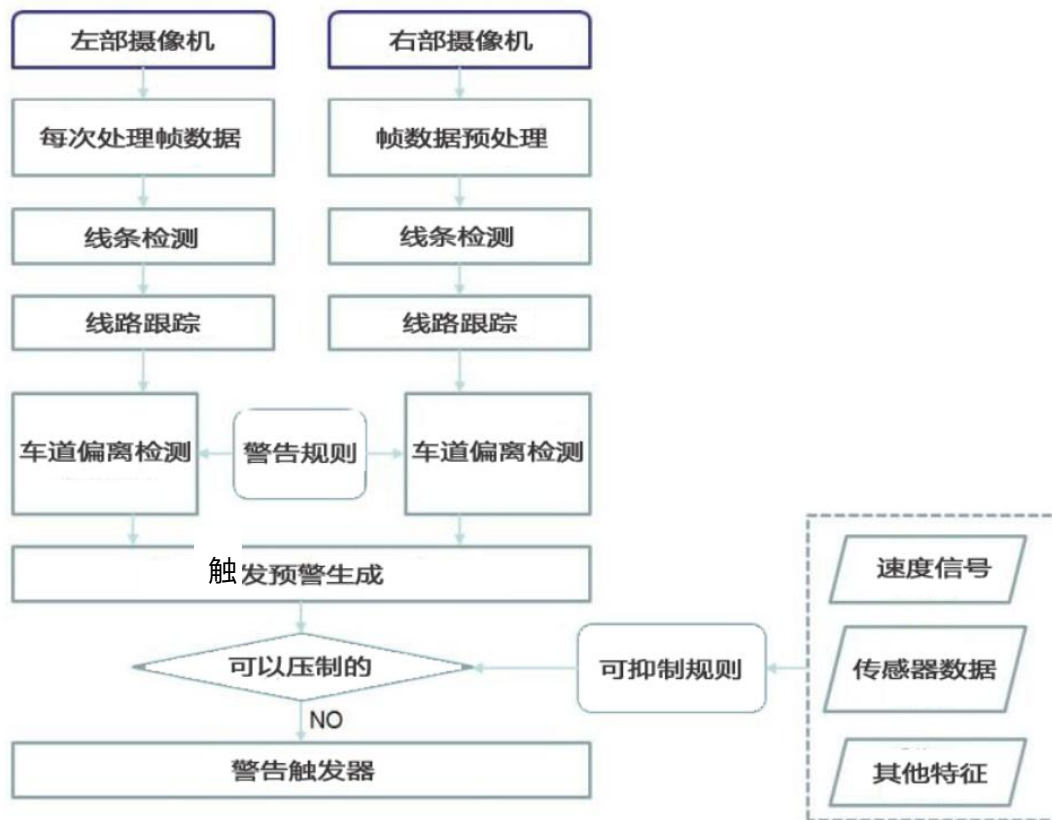 左部摄像机
右部摄像机
每次处理帧数据
帧数据预处理
线条检测
线条检测
线路跟踪
线路跟踪
车道偏离检测
警告规则
车道偏离检测
触发预警生成
速度信号
可以压制的
可抑制规则
传感器数据
NO
警告触发器
其他特征